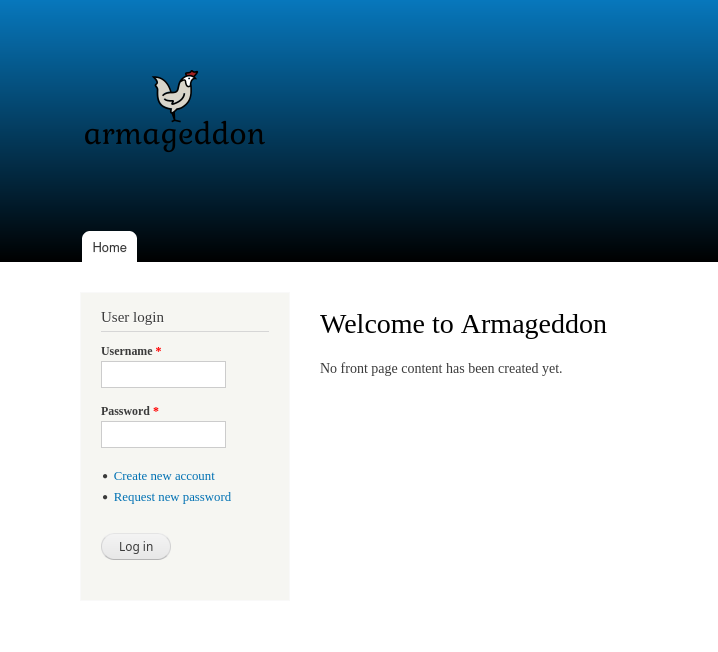 armageddon
Home
User login
Username *
Password *
Create new account
Request new password
Log in
Welcome to Armageddon
No front page content has been created yet.